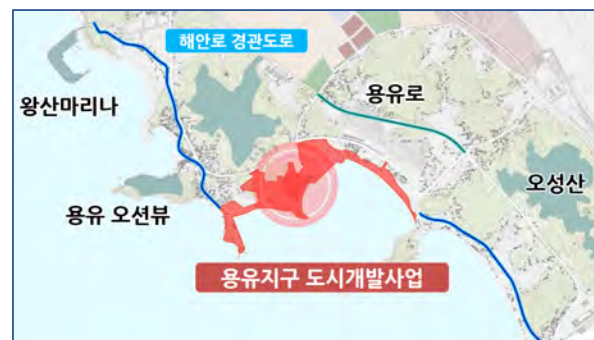 해안로 경관도로
왕산마리나
용유로
오성산
용유 오션뷰
용유지구 도시개발사업